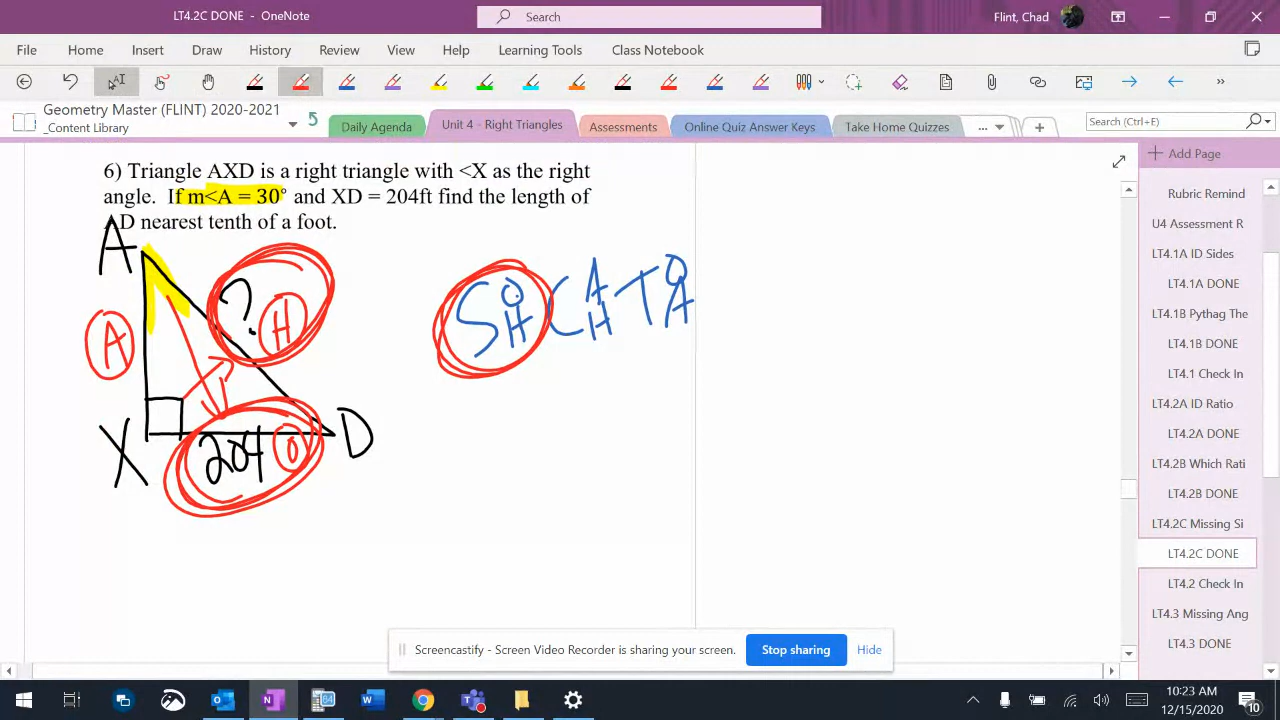 LT4.2C DONE - OneNote
Search
Flint, Chad
File Home Insert Draw History Review View Help Learning Tools Class Notebook
Geometry Master (FLINT) 2020-2021
_Content Library
Daily Agenda
Unit 4 - Right Triangles
Assessments
Online Quiz Answer Keys
Take Home Quizzes
...
Search (Ctrl+E)
Add Page
6) Triangle AXD is a right triangle with <X as the right
angle. If m<A = 30° and XD = 204ft find the length of
AD nearest tenth of a foot.
A
?
H
A
X
204
O
D
S O H C A H T O A
Rubric Remind
U4 Assessment R
LT4.1A ID Sides
LT4.1A DONE
LT4.1B Pythag The
LT4.1B DONE
LT4.1 Check In
LT4.2A ID Ratio
LT4.2A DONE
LT4.2B Which Rati
LT4.2B DONE
LT4.2C Missing Si
LT4.2C DONE
LT4.2 Check In
LT4.3 Missing Ang
LT4.3 DONE
Screencastify - Screen Video Recorder is sharing your screen.
Stop sharing
Hide
84
10:23 AM
12/15/2020
10